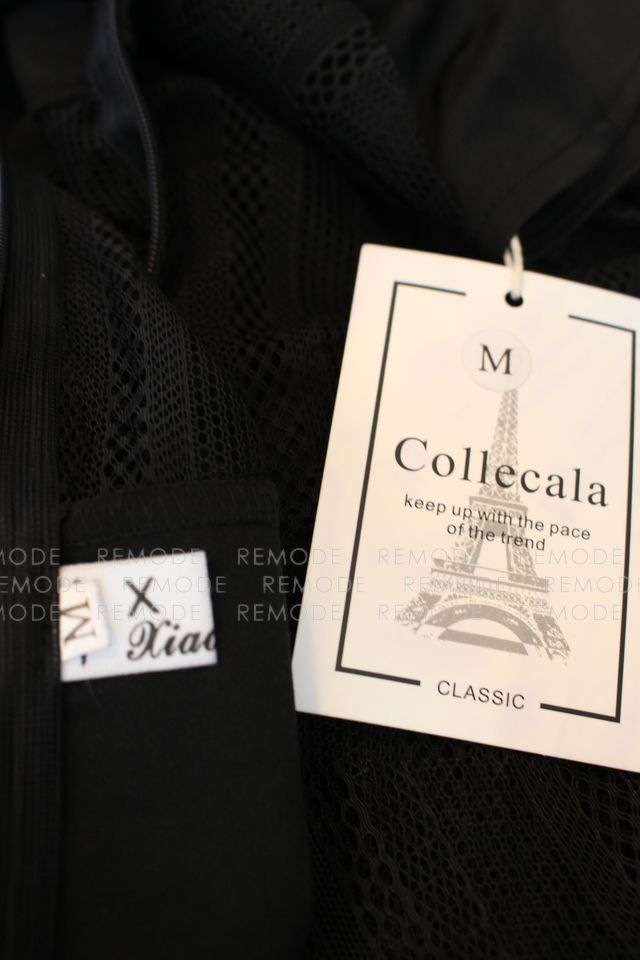 M
Collecala
keep up with the pace
of the trend
CLASSIC
X
Xiao
M
REMODE REMODE REMODE REMODE REMODE
REMODE REMODE REMODE REMODE REMODE
REMODE REMODE REMODE REMODE REMODE